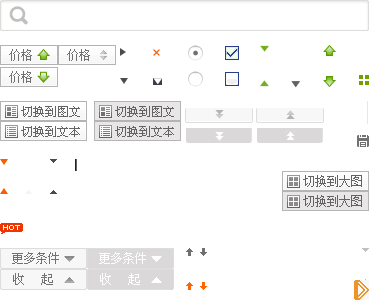 价格 价格
价格
切换到图文 切换到图文
切换到文本 切换到文本
切换到大图
切换到大图
HOT
更多条件 更多条件
收 起 收 起